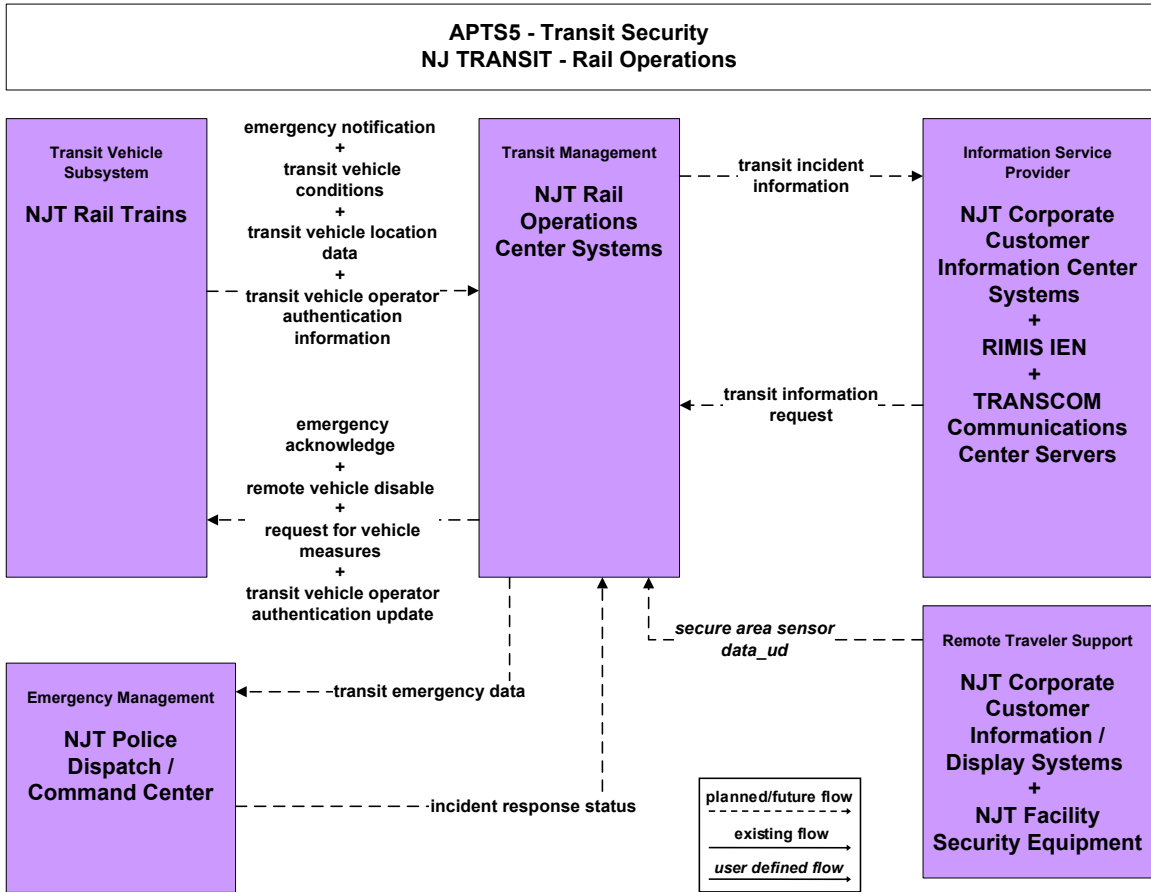 APTS5 - Transit Security
NJ TRANSIT - Rail Operations
Transit Vehicle
Subsystem
NJT Rail Trains
emergency notification
+
transit vehicle
conditions
+
transit vehicle location
data
+
transit vehicle operator
authentication
information
emergency
acknowledge
+
remote vehicle disable
+
request for vehicle
measures
+
transit vehicle operator
authentication update
Transit Management
NJT Rail
Operations
Center Systems
transit incident
information
transit information
request
Information Service
Provider
NJT Corporate
Customer
Information Center
Systems
+
RIMIS IEN
+
TRANSCOM
Communications
Center Servers
secure area sensor
data_ud
Remote Traveler Support
NJT Corporate
Customer
Information /
Display Systems
+
NJT Facility
Security Equipment
Emergency Management
NJT Police
Dispatch /
Command Center
transit emergency data
incident response status
planned/future flow
existing flow
user defined flow